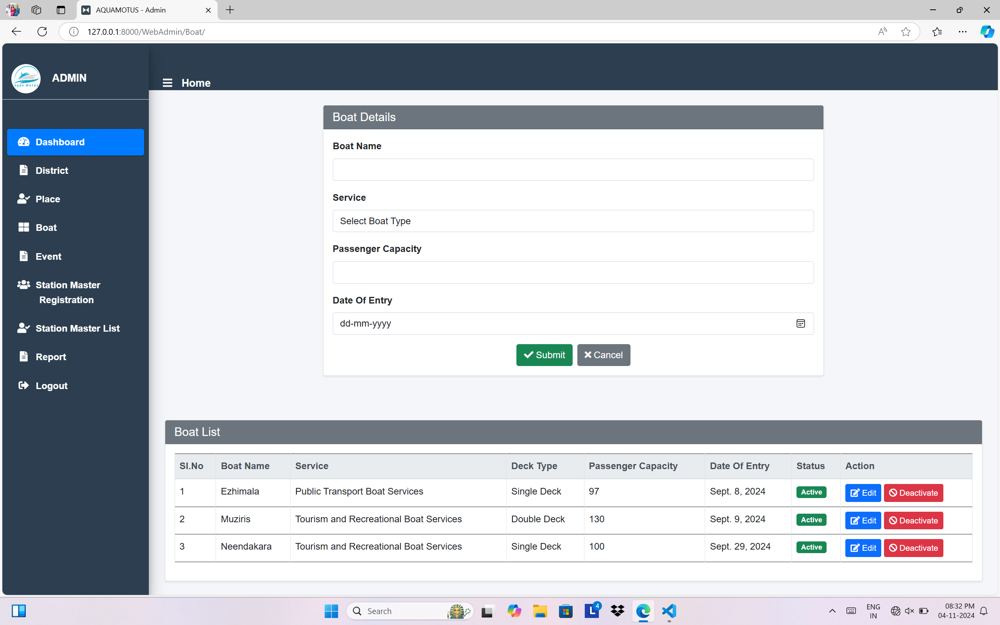 AQUAMOTUS - Admin
127.0.0.1:8000/WebAdmin/Boat/
AQUA MOTUS
ADMIN
Home
Dashboard
District
Place
Boat
Event
Station Master
Registration
Station Master List
Report
Logout
Boat Details
Boat Name
Service
Select Boat Type
Passenger Capacity
Date Of Entry
dd-mm-yyyy
Submit Cancel
Boat List
Sl.No Boat Name Service Deck Type Passenger Capacity Date Of Entry Status Action
1 Ezhimala Public Transport Boat Services Single Deck 97 Sept. 8, 2024 Active Edit Deactivate
2 Muziris Tourism and Recreational Boat Services Double Deck 130 Sept. 9, 2024 Active Edit Deactivate
3 Neendakara Tourism and Recreational Boat Services Single Deck 100 Sept. 29, 2024 Active Edit Deactivate
Search
L 4
ENG
IN
08:32 PM
04-11-2024